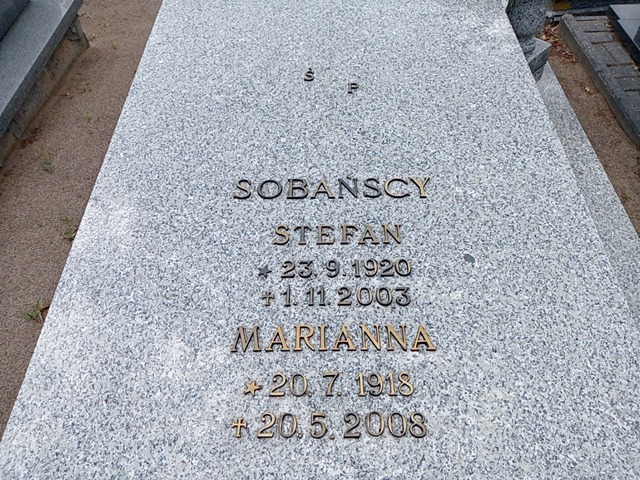 Ś P
SOBAŃSCY
STEFAN
★ 23. 9. 1920
✝ 1. 11. 2003
MARIANNA
★ 20. 7. 1918
✝ 20. 5. 2008